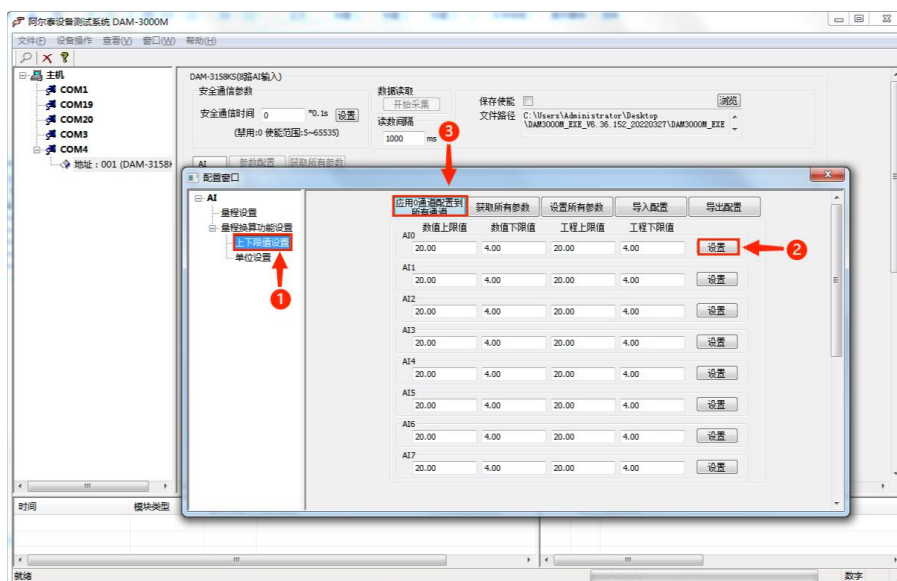 阿尔泰设备测试系统 DAM-3000M
文件(F) 设备操作 查看(V) 窗口(W) 帮助(H)
主机
COM1
COM19
COM20
COM3
COM4
地址：001 (DAM-3158K
DAM-3158KS(8路AI输入)
安全通信参数
安全通信时间 0 *0.1s 设置
(禁用:0 使能范围:5~65535)
数据读取
开始采集
读数间隔
1000 ms
保存使能 浏览
文件路径 C:\Users\Administrator\Desktop
\DAM3000M_EXE_V6.36.152_20220327\DAM3000M_EXE
AI 参数配置 获取所有参数
3
配置窗口
AI
量程设置
量程换算功能设置
上下限值设置
单位设置
1
应用0通道配置到
所有通道
获取所有参数 设置所有参数 导入配置 导出配置
数值上限值 数值下限值 工程上限值 工程下限值
AI0
20.00 4.00 20.00 4.00 设置
2
AI1
20.00 4.00 20.00 4.00 设置
AI2
20.00 4.00 20.00 4.00 设置
AI3
20.00 4.00 20.00 4.00 设置
AI4
20.00 4.00 20.00 4.00 设置
AI5
20.00 4.00 20.00 4.00 设置
AI6
20.00 4.00 20.00 4.00 设置
AI7
20.00 4.00 20.00 4.00 设置
时间 模块类型
就绪 数字